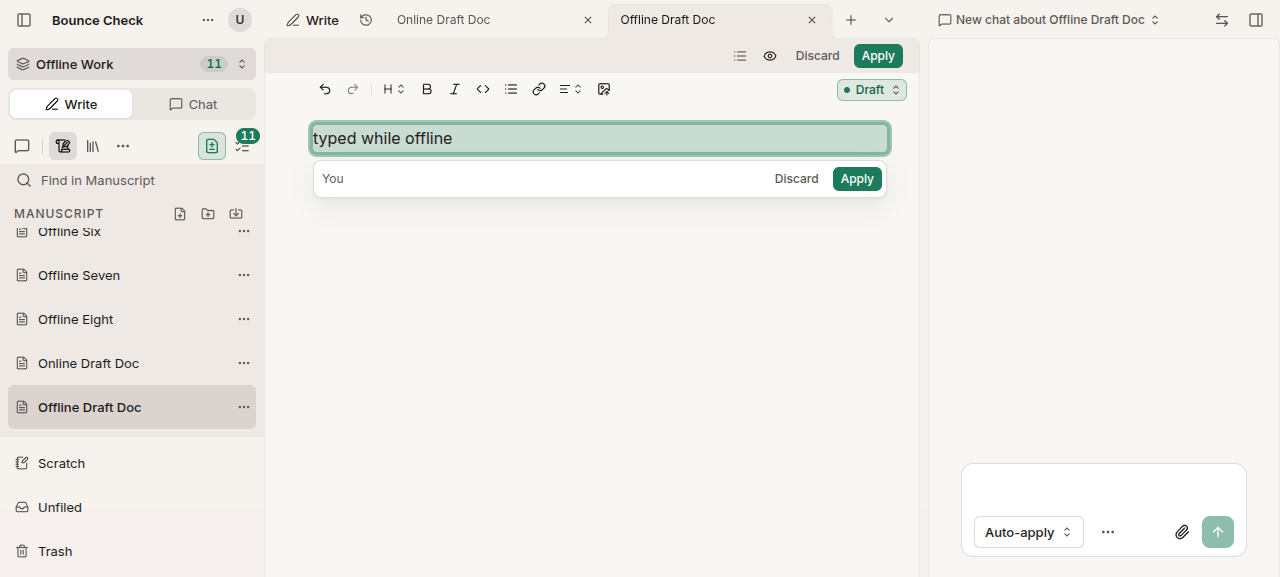 Bounce Check
U
Write
Online Draft Doc
Offline Draft Doc
New chat about Offline Draft Doc
Offline Work
11
Discard
Apply
Write
Chat
H
B
I
Draft
11
typed while offline
Find in Manuscript
You
Discard
Apply
MANUSCRIPT
Offline Six
Offline Seven
Offline Eight
Online Draft Doc
Offline Draft Doc
Scratch
Unfiled
Trash
Auto-apply